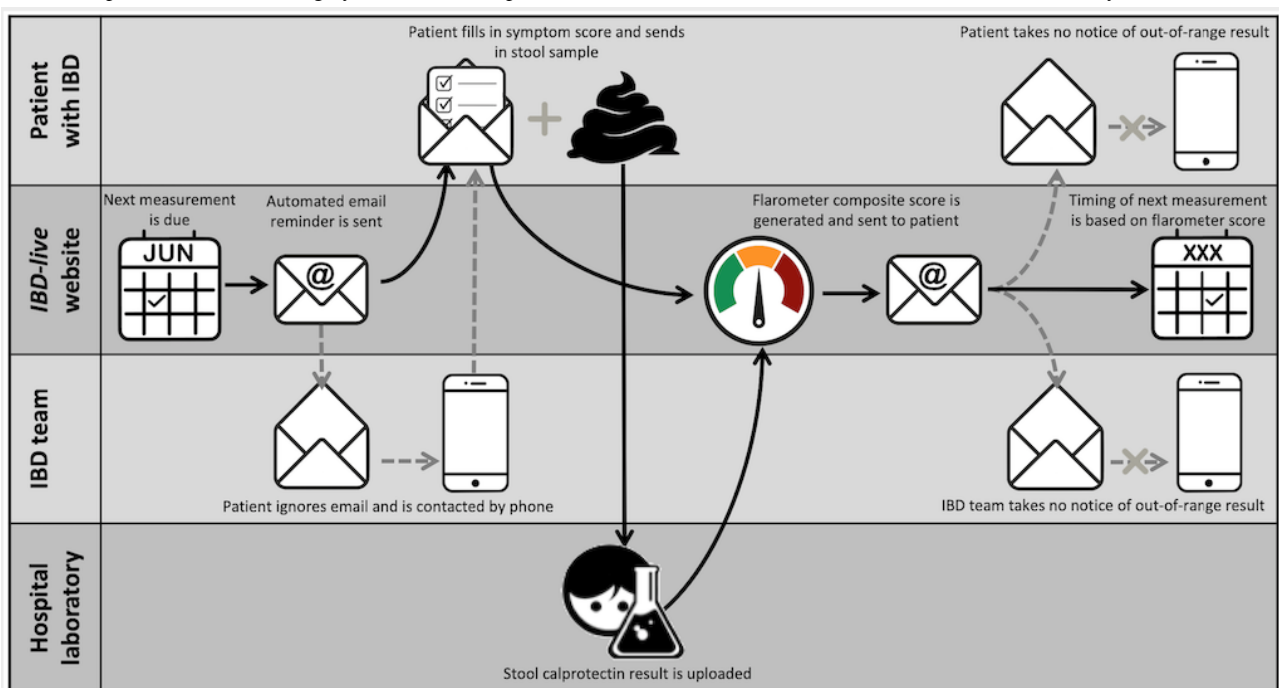 Patient
with IBD
Patient fills in symptom score and sends
in stool sample
Patient takes no notice of out-of-range result
IBD-live
website
Next measurement
is due
JUN
Automated email
reminder is sent
@
Flarometer composite score is
generated and sent to patient
@
Timing of next measurement
is based on flarometer score
XXX
IBD team
Patient ignores email and is contacted by phone
IBD team takes no notice of out-of-range result
Hospital
laboratory
Stool calprotectin result is uploaded